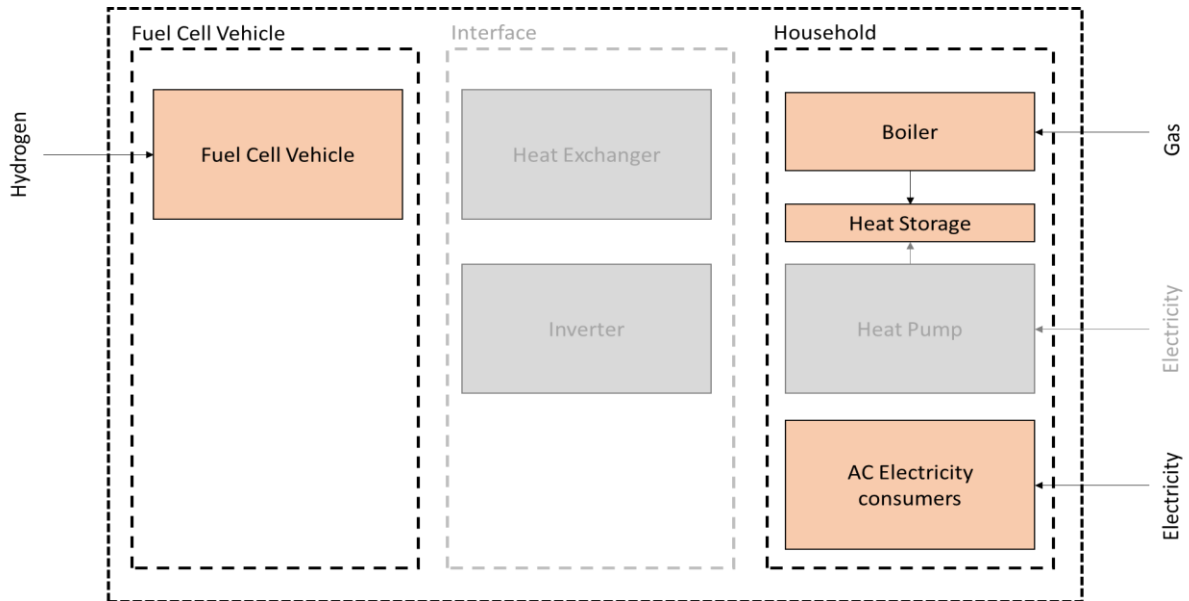 Fuel Cell Vehicle
Interface
Household
Hydrogen
Fuel Cell Vehicle
Heat Exchanger
Boiler
Gas
Heat Storage
Inverter
Heat Pump
Electricity
AC Electricity
consumers
Electricity